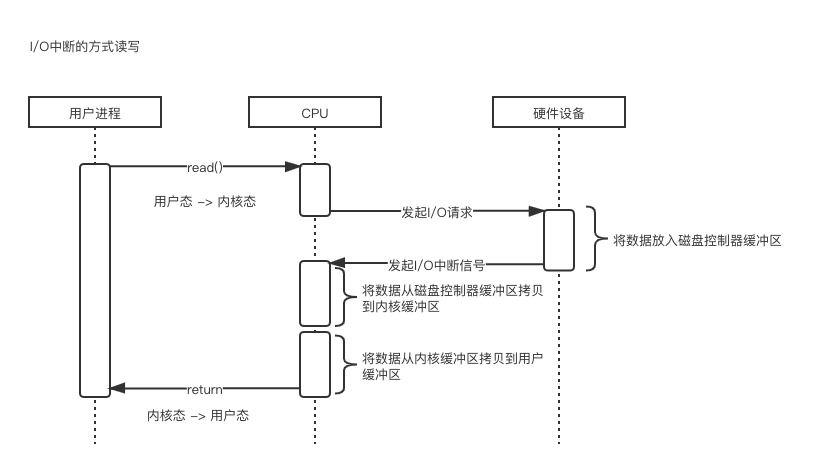 I/O中断的方式读写
用户进程
CPU
硬件设备
read()
用户态 -> 内核态
发起I/O请求
将数据放入磁盘控制器缓冲区
发起I/O中断信号
将数据从磁盘控制器缓冲区拷贝
到内核缓冲区
将数据从内核缓冲区拷贝到用户
缓冲区
return
内核态 -> 用户态